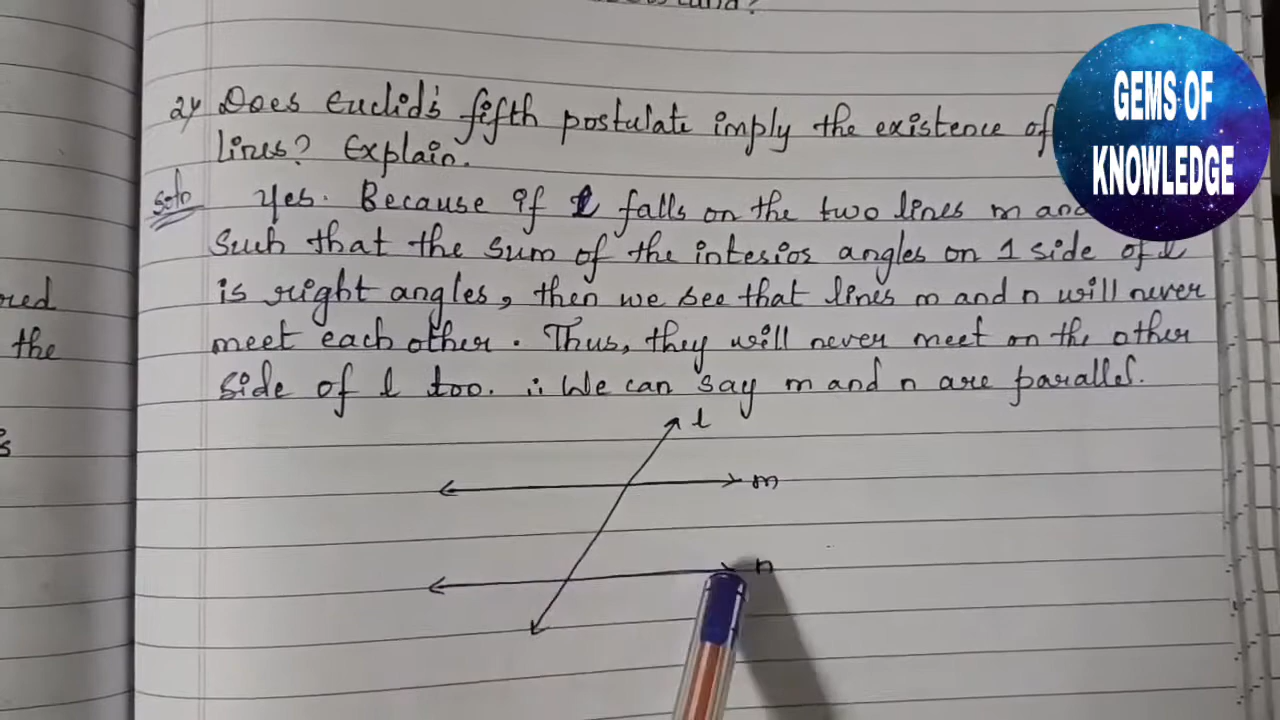 2) Does Euclid's fifth postulate imply the existence of
lines? Explain.
Soln Yes. Because if l falls on the two lines m and
such that the sum of the interior angles on 1 side of l
is right angles, then we see that lines m and n will never
meet each other. Thus, they will never meet on the other
side of l too. ∴ We can say m and n are parallel.
l
m
n
ored
the
GEMS OF
KNOWLEDGE